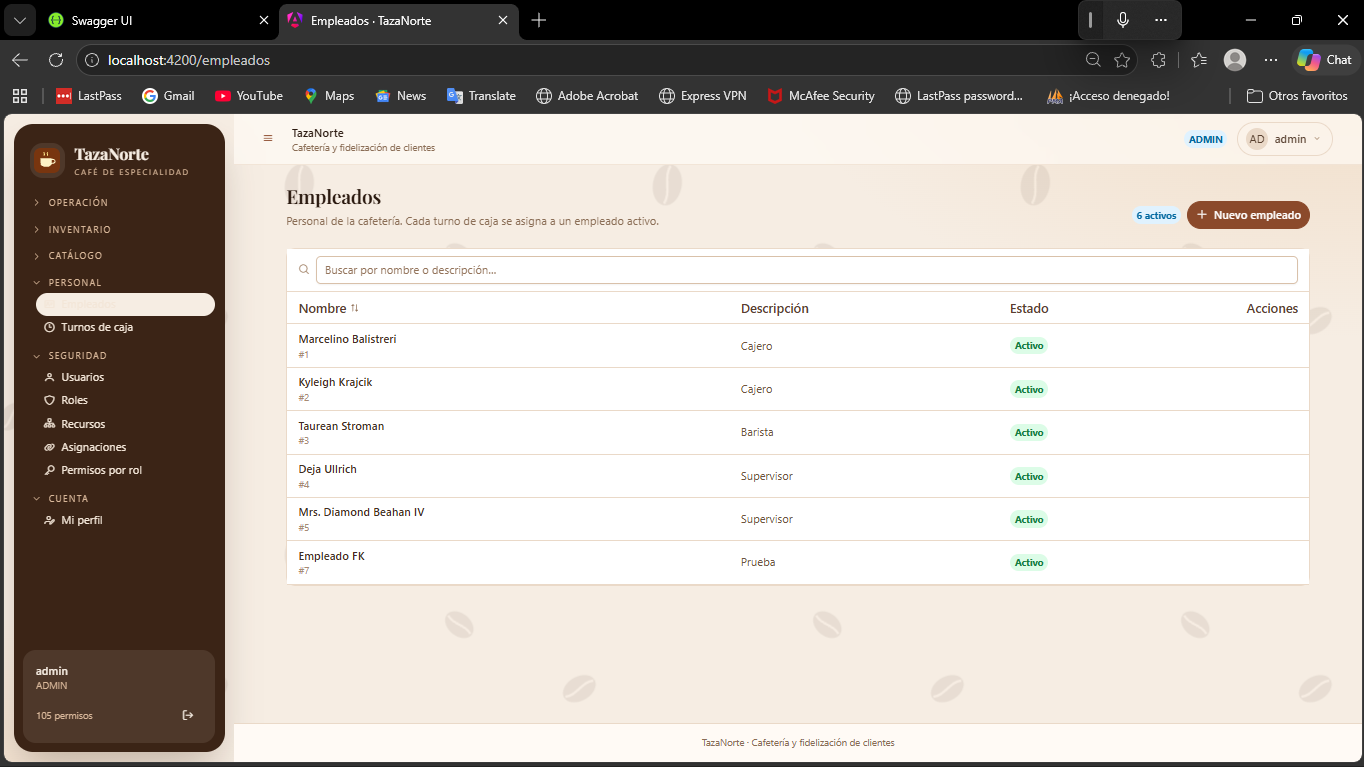 Swagger UI
Empleados · TazaNorte
localhost:4200/empleados
Chat
LastPass
Gmail
YouTube
Maps
News
Translate
Adobe Acrobat
Express VPN
McAfee Security
LastPass password...
¡Acceso denegado!
Otros favoritos
TazaNorte
CAFÉ DE ESPECIALIDAD
OPERACIÓN
INVENTARIO
CATÁLOGO
PERSONAL
Empleados
Turnos de caja
SEGURIDAD
Usuarios
Roles
Recursos
Asignaciones
Permisos por rol
CUENTA
Mi perfil
admin
ADMIN
105 permisos
TazaNorte
Cafetería y fidelización de clientes
ADMIN
AD admin
Empleados
Personal de la cafetería. Cada turno de caja se asigna a un empleado activo.
6 activos
+ Nuevo empleado
Buscar por nombre o descripción...
Nombre Descripción Estado Acciones
Marcelino Balistreri
#1
Cajero Activo
Kyleigh Krajcik
#2
Cajero Activo
Taurean Stroman
#3
Barista Activo
Deja Ullrich
#4
Supervisor Activo
Mrs. Diamond Beahan IV
#5
Supervisor Activo
Empleado FK
#7
Prueba Activo
TazaNorte · Cafetería y fidelización de clientes